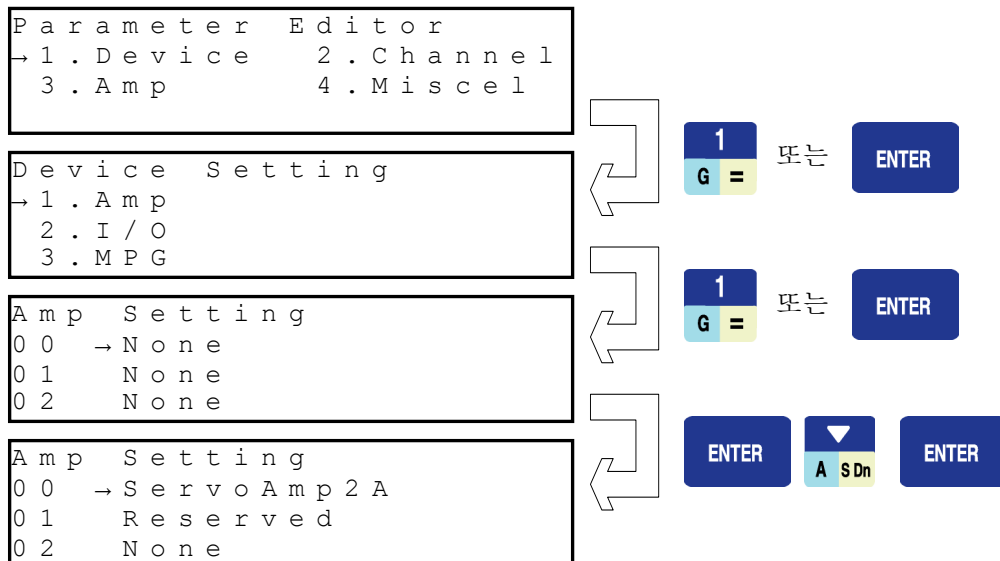 Parameter Editor
→1.Device 2.Channel
3.Amp 4.Miscel
1
G =
또는
ENTER
Device Setting
→1.Amp
2.I/O
3.MPG
1
G =
또는
ENTER
Amp Setting
00 →None
01 None
02 None
ENTER
▼
A S Dn
ENTER
Amp Setting
00 →ServoAmp2A
01 Reserved
02 None